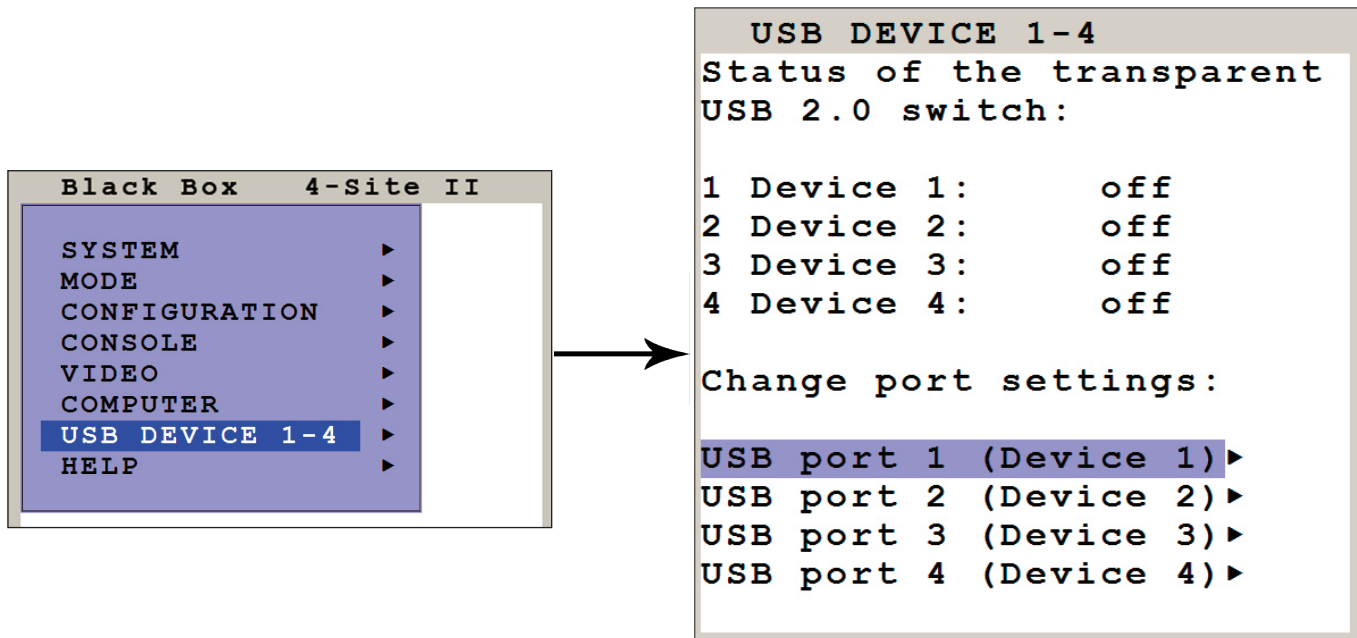 Black Box 4-Site II
SYSTEM ►
MODE ►
CONFIGURATION ►
CONSOLE ►
VIDEO ►
COMPUTER ►
USB DEVICE 1-4 ►
HELP ►
USB DEVICE 1-4
Status of the transparent
USB 2.0 switch:
1 Device 1: off
2 Device 2: off
3 Device 3: off
4 Device 4: off
Change port settings:
USB port 1 (Device 1)►
USB port 2 (Device 2)►
USB port 3 (Device 3)►
USB port 4 (Device 4)►